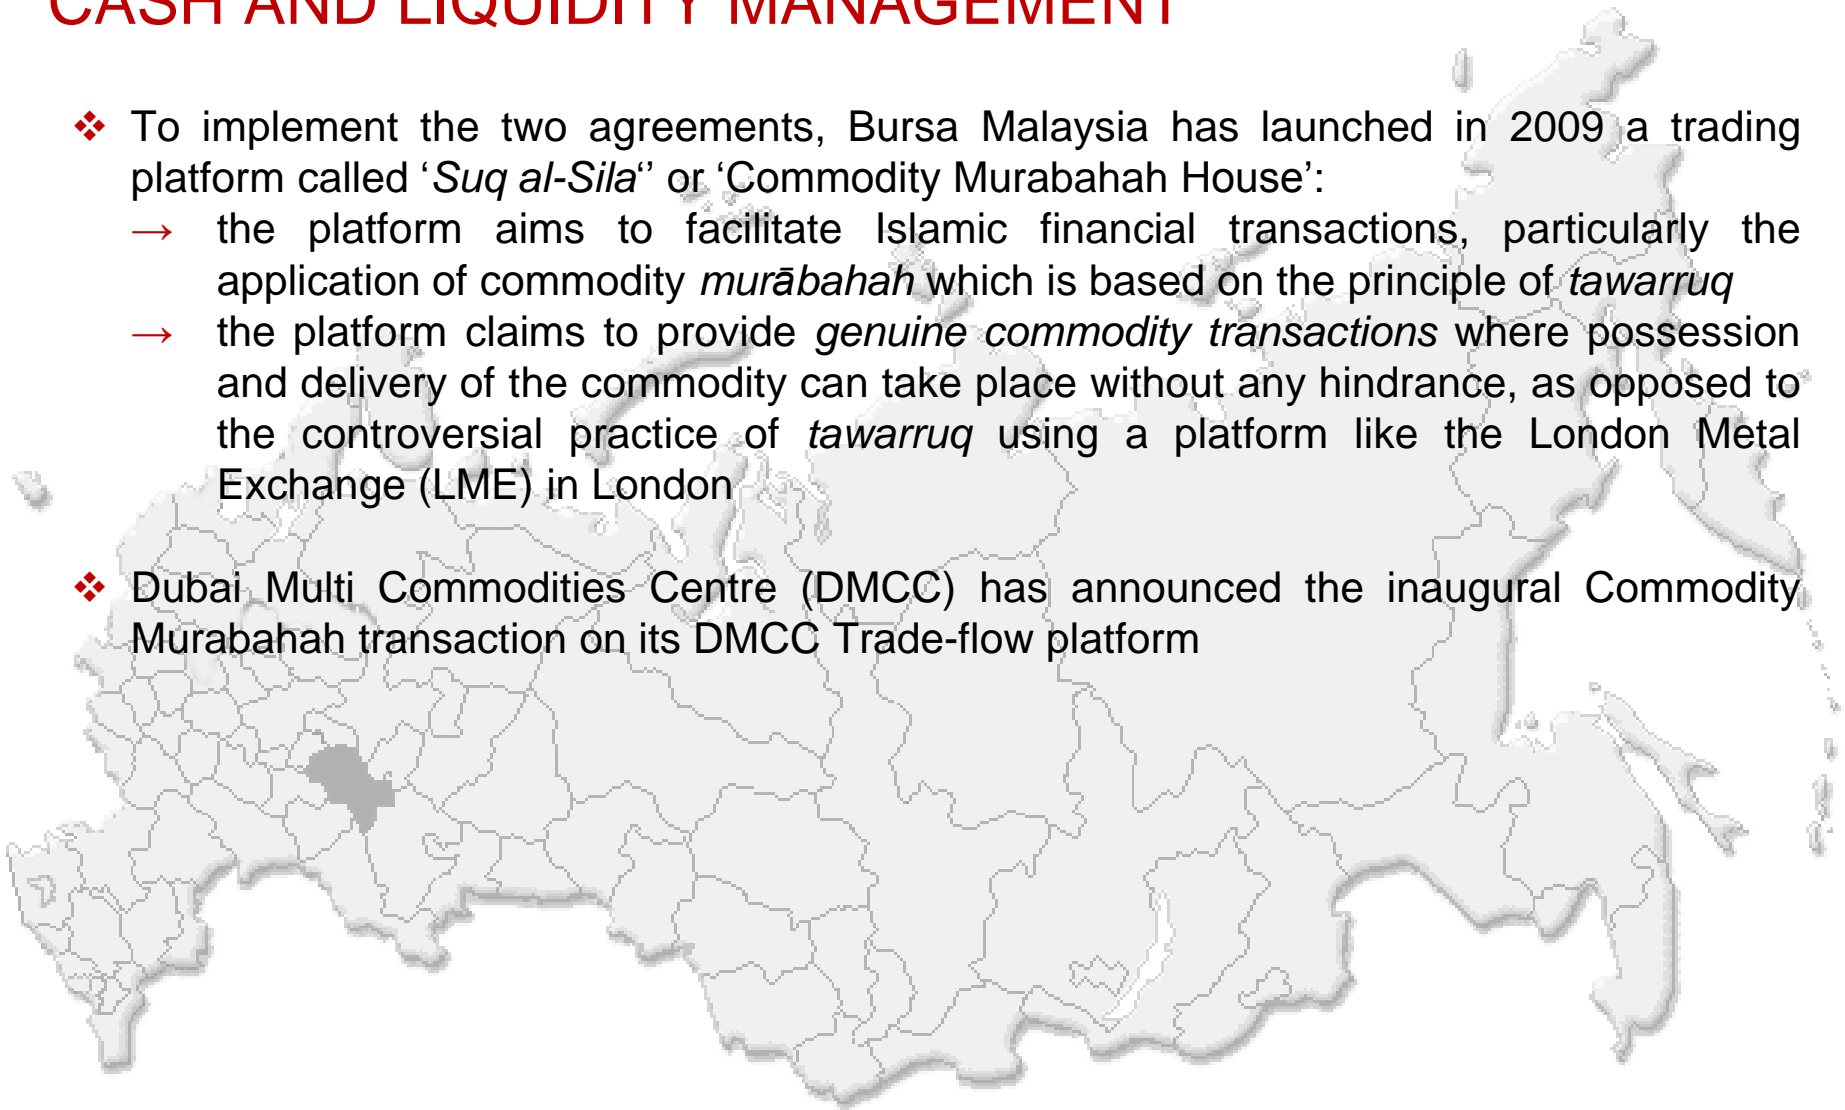 CASH AND LIQUIDITY MANAGEMENT
❖ To implement the two agreements, Bursa Malaysia has launched in 2009 a trading
platform called ‘Suq al-Sila‘’ or ‘Commodity Murabahah House’:
→ the platform aims to facilitate Islamic financial transactions, particularly the
application of commodity murābahah which is based on the principle of tawarruq
→ the platform claims to provide genuine commodity transactions where possession
and delivery of the commodity can take place without any hindrance, as opposed to
the controversial practice of tawarruq using a platform like the London Metal
Exchange (LME) in London
❖ Dubai Multi Commodities Centre (DMCC) has announced the inaugural Commodity
Murabahah transaction on its DMCC Trade-flow platform